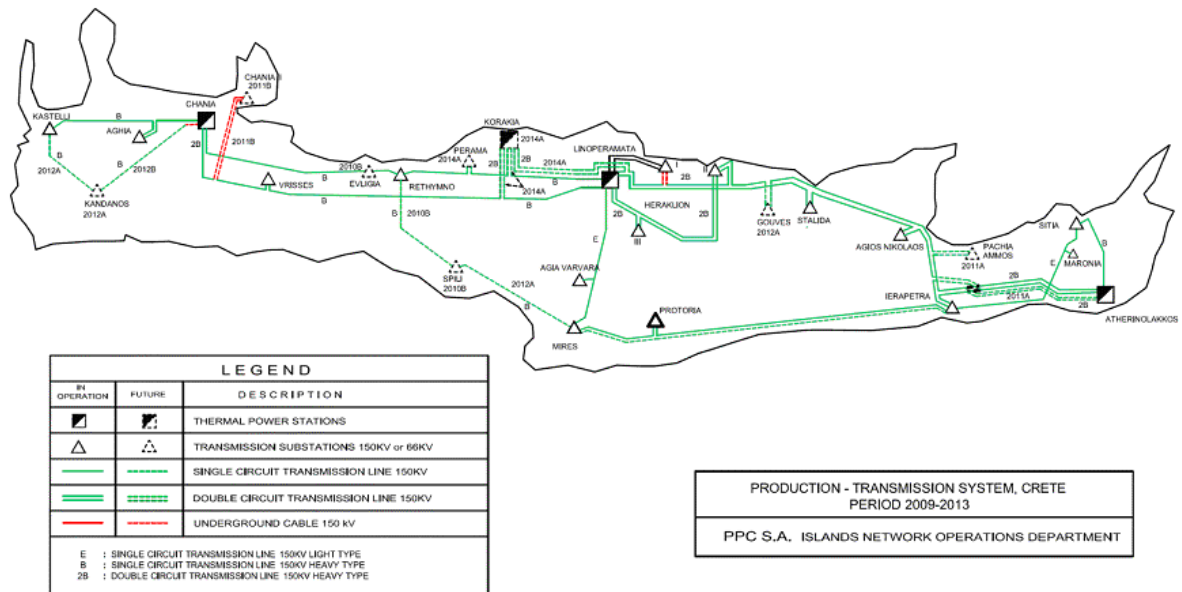 CHANIA II
2011B
CHANIA
KASTELLI
B
AGHIA
2B
2011B
KORAKIA
2014A
PERAMA
2014A
2B
2B
2014A
LINOPERAMATA
I
II
2B
B
2012A
B
2012B
KANDANOS
2012A
2010B
B
EVLIGIA
VRISSES
B
RETHYMNO
B
2014A
B
2B
HERAKLION
2B
III
GOUVES
2012A
STALIDA
2010B
B
E
AGIOS NIKOLAOS
SITIA
PACHIA
AMMOS
2011A
MARONIA
E
B
SPILI
2010B
2012A
B
AGIA VARVARA
2B
2011A
2B
IERAPETRA
ATHERINOLAKKOS
PROTORIA
MIRES
LEGEND
IN
OPERATION
FUTURE
DESCRIPTION
THERMAL POWER STATIONS
TRANSMISSION SUBSTATIONS 150KV or 66KV
SINGLE CIRCUIT TRANSMISSION LINE 150KV
DOUBLE CIRCUIT TRANSMISSION LINE 150KV
UNDERGROUND CABLE 150 kV
E : SINGLE CIRCUIT TRANSMISSION LINE 150KV LIGHT TYPE
B : SINGLE CIRCUIT TRANSMISSION LINE 150KV HEAVY TYPE
2B : DOUBLE CIRCUIT TRANSMISSION LINE 150KV HEAVY TYPE
PRODUCTION - TRANSMISSION SYSTEM, CRETE
PERIOD 2009-2013
PPC S.A. ISLANDS NETWORK OPERATIONS DEPARTMENT